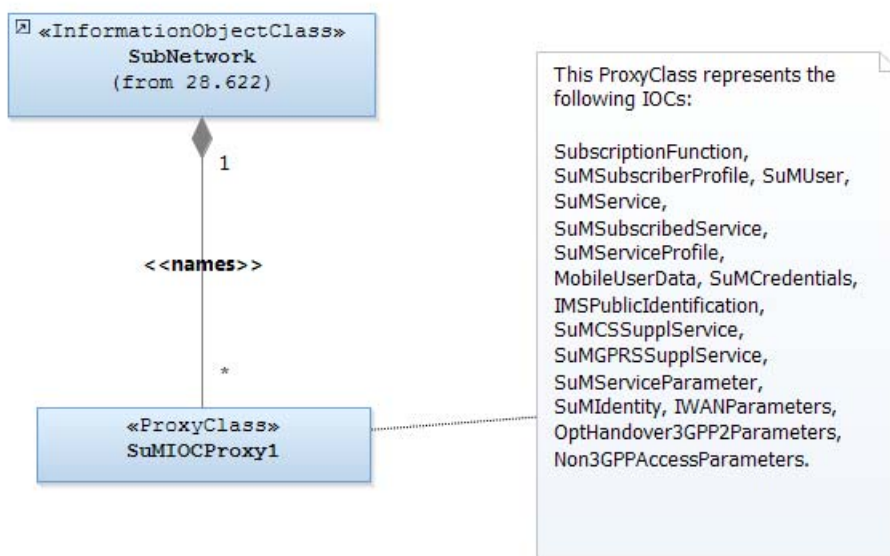 «InformationObjectClass»
SubNetwork
(from 28.622)
1
<<names>>
*
«ProxyClass»
SuMIOCProxy1
This ProxyClass represents the
following IOCs:
SubscriptionFunction,
SuMSubscriberProfile, SuMUser,
SuMService,
SuMSubscribedService,
SuMServiceProfile,
MobileUserData, SuMCredentials,
IMSPublicIdentification,
SuMCSSupplService,
SuMGPRSSupplService,
SuMServiceParameter,
SuMIdentity, IWANParameters,
OptHandover3GPP2Parameters,
Non3GPPAccessParameters.